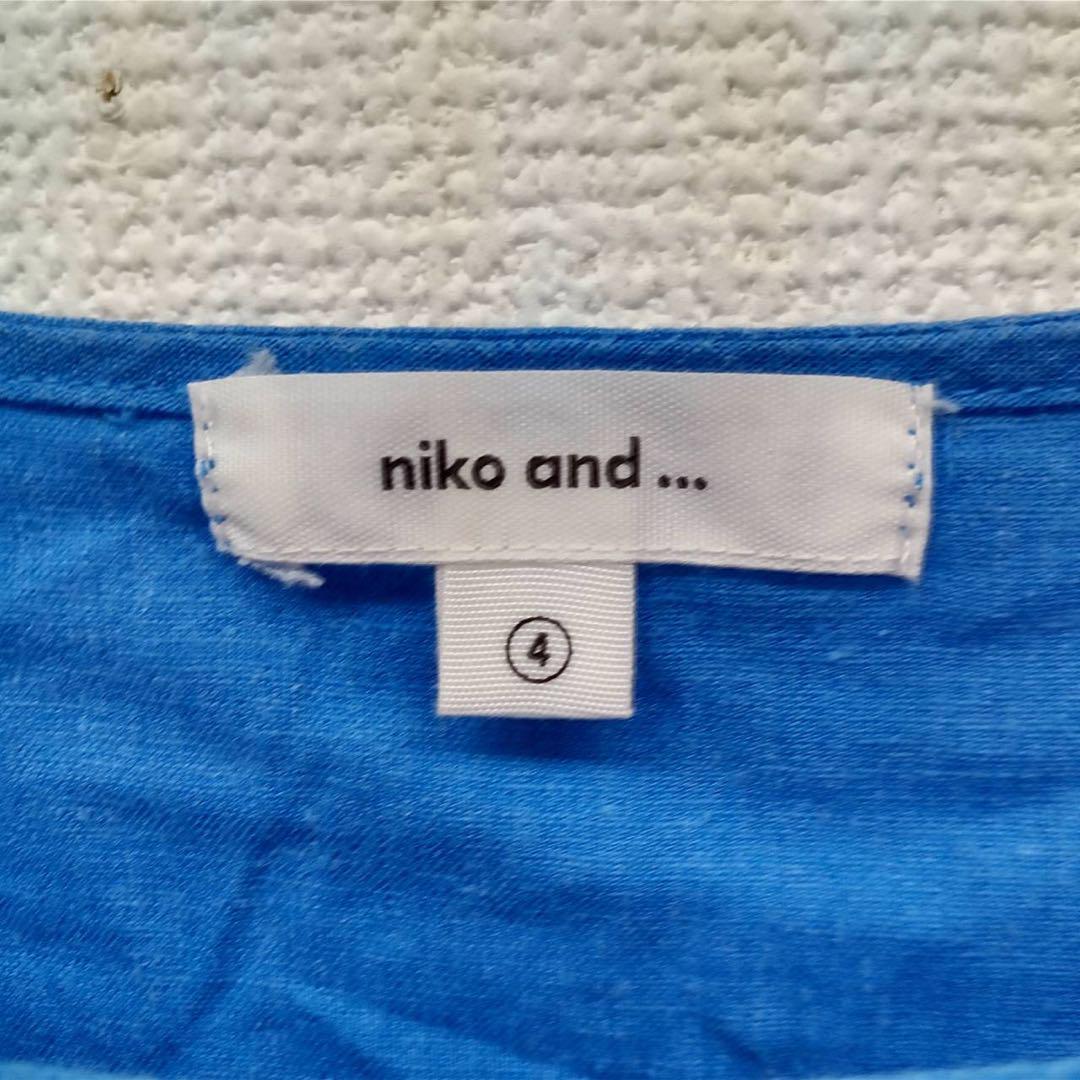 niko and ...
④